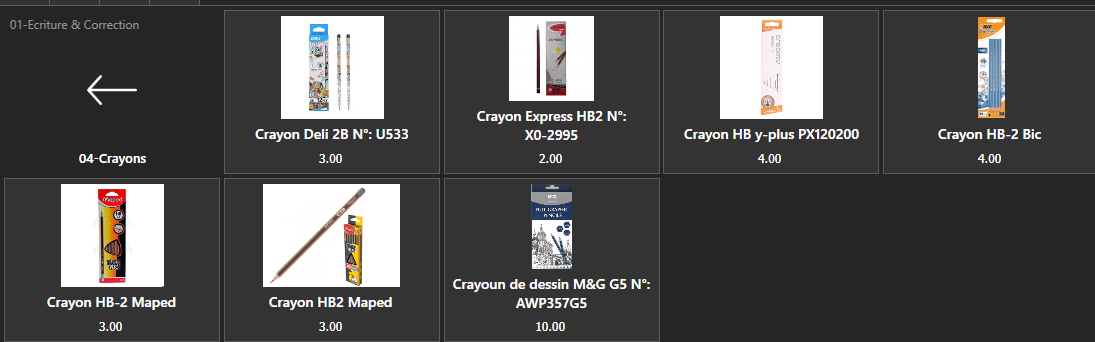 01-Ecriture & Correction
04-Crayons
Crayon Deli 2B N°: U533
3.00
Crayon Express HB2 N°:
X0-2995
2.00
Crayon HB y-plus PX120200
4.00
Crayon HB-2 Bic
4.00
Maped
Crayon HB-2 Maped
3.00
Crayon HB2 Maped
3.00
Crayoun de dessin M&G G5 N°:
AWP357G5
10.00